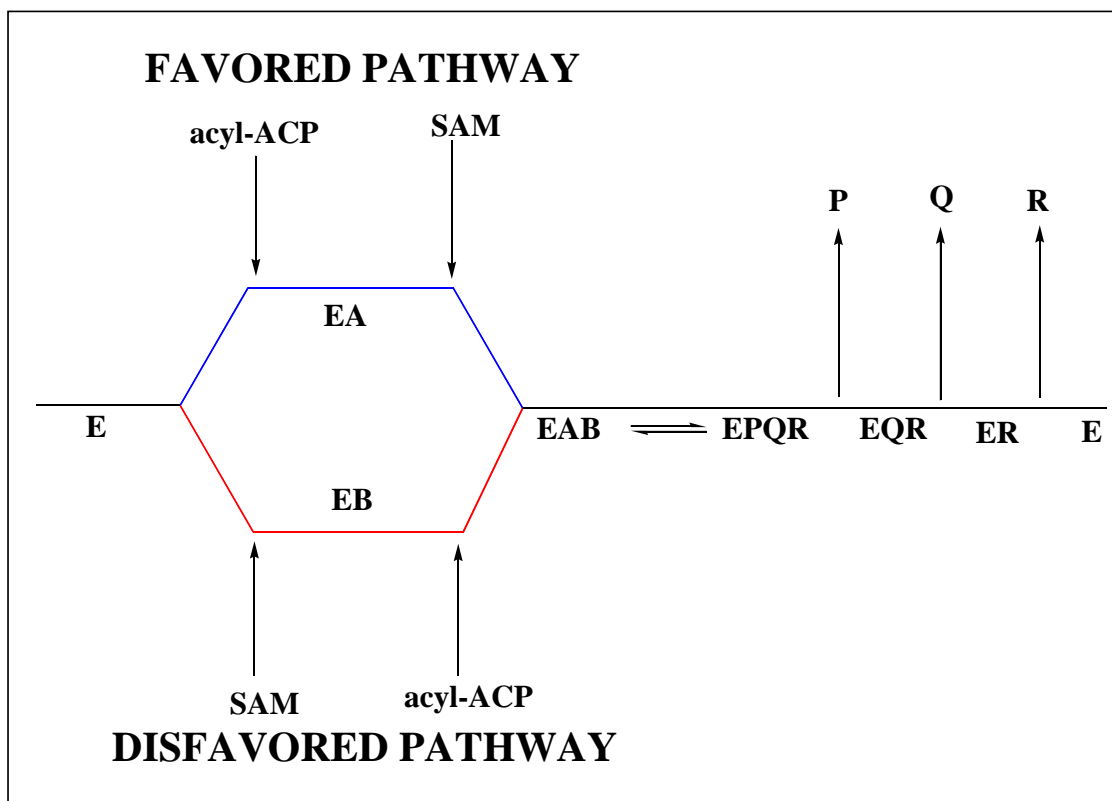 FAVORED PATHWAY
acyl-ACP
SAM
P
Q
R
EA
E
EAB
EPQR
EQR
ER
E
EB
SAM
acyl-ACP
DISFAVORED PATHWAY